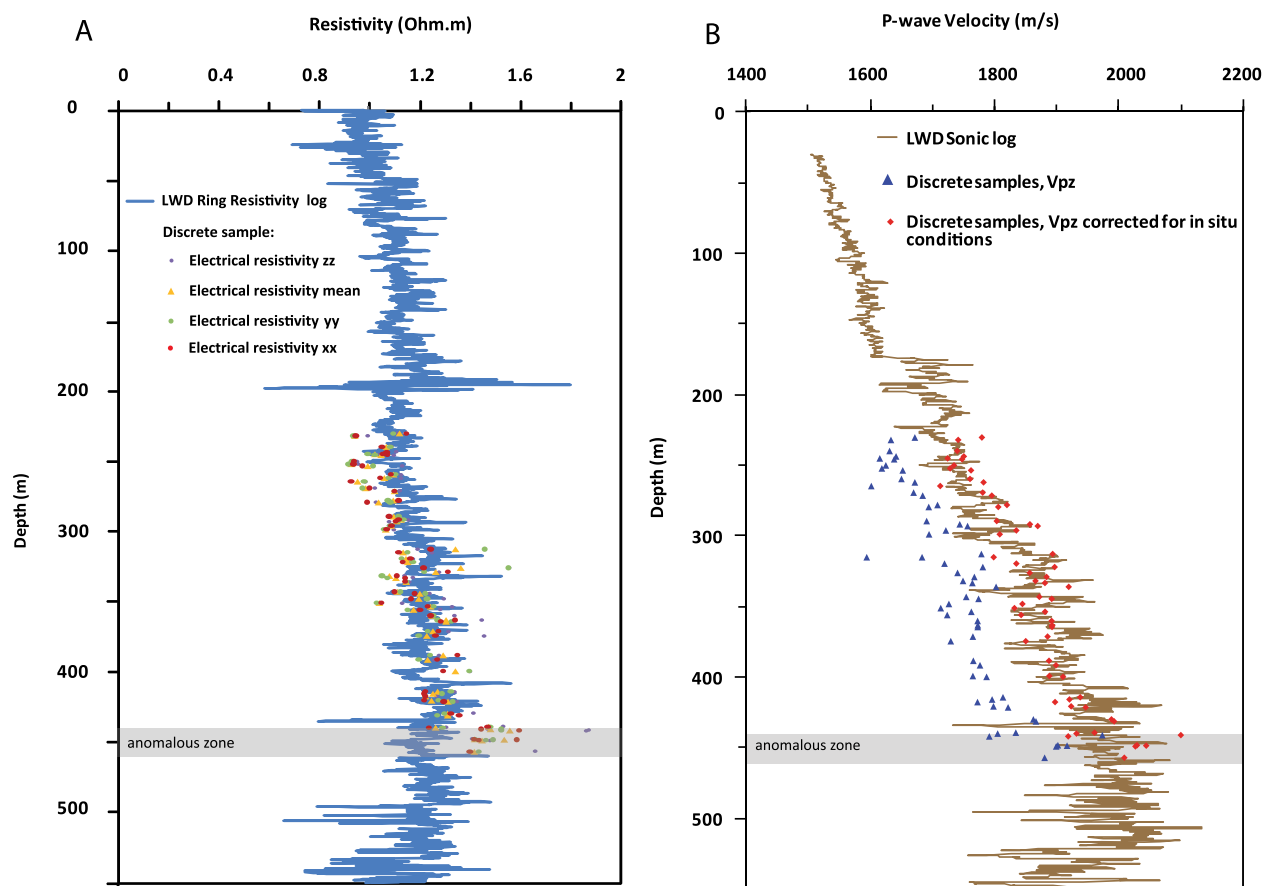 A
Resistivity (Ohm.m)
0 0.4 0.8 1.2 1.6 2
0
100
200
300
400
500
Depth (m)
LWD Ring Resistivity log
Discrete sample:
Electrical resistivity zz
Electrical resistivity mean
Electrical resistivity yy
Electrical resistivity xx
anomalous zone
B
P-wave Velocity (m/s)
1400 1600 1800 2000 2200
0
100
200
300
400
500
Depth (m)
LWD Sonic log
Discrete samples, Vpz
Discrete samples, Vpz corrected for in situ
conditions
anomalous zone